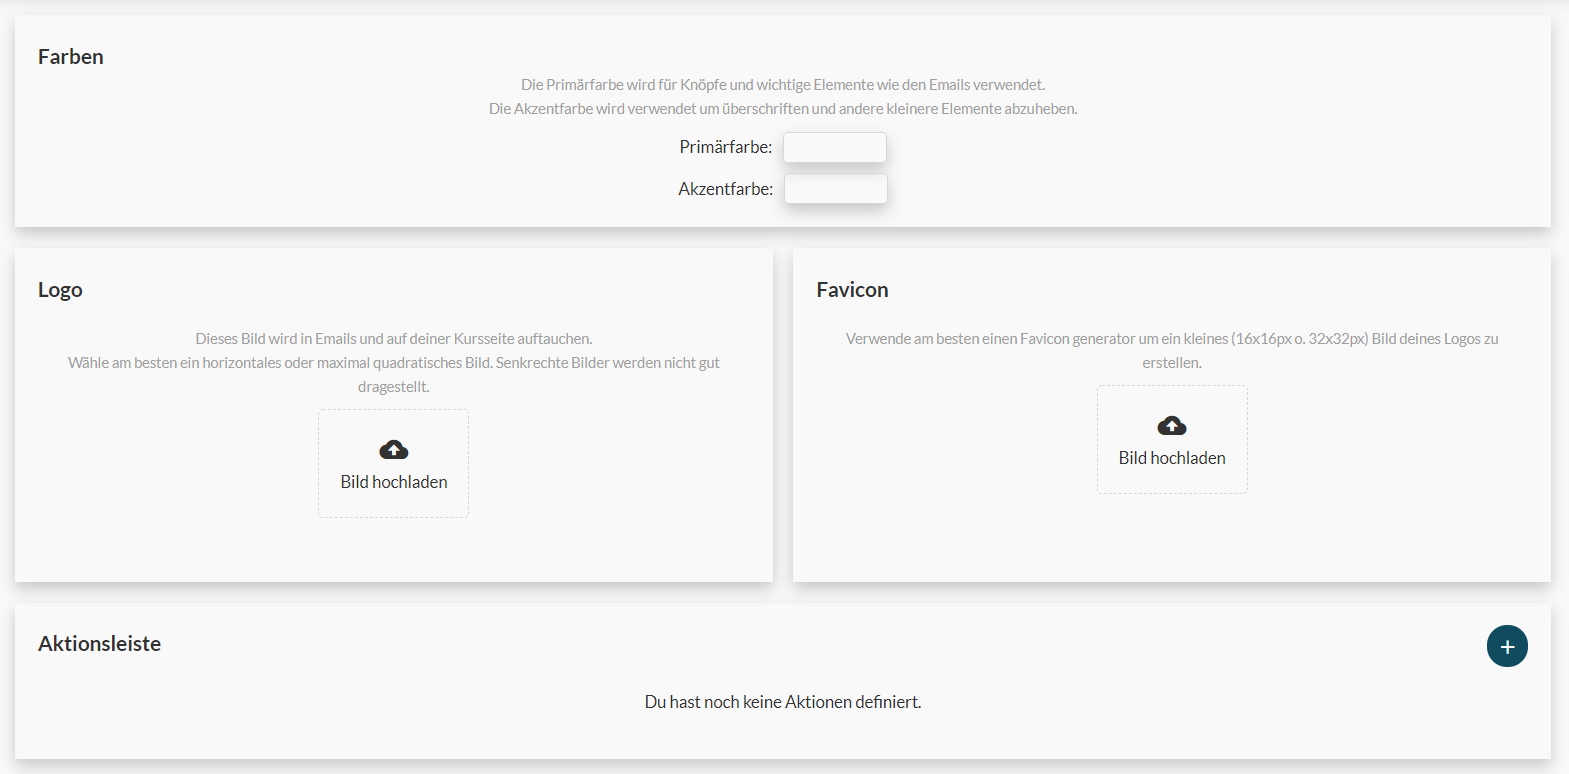 Farben
Die Primärfarbe wird für Knöpfe und wichtige Elemente wie den Emails verwendet.
Die Akzentfarbe wird verwendet um überschriften und andere kleinere Elemente abzuheben.
Primärfarbe:
Akzentfarbe:
Logo
Dieses Bild wird in Emails und auf deiner Kursseite auftauchen.
Wähle am besten ein horizontales oder maximal quadratisches Bild. Senkrechte Bilder werden nicht gut
dragestellt.
Bild hochladen
Favicon
Verwende am besten einen Favicon generator um ein kleines (16x16px o. 32x32px) Bild deines Logos zu
erstellen.
Bild hochladen
Aktionsleiste
+
Du hast noch keine Aktionen definiert.